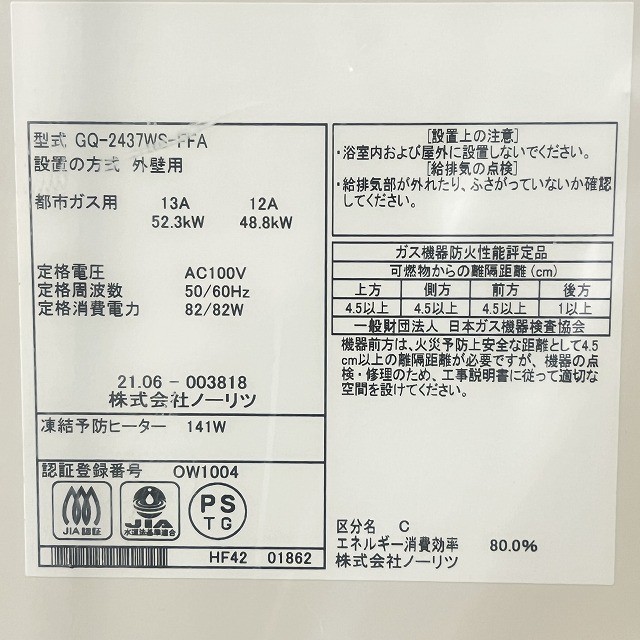 型式 GQ-2437WS-FFA
設置の方式 外壁用
都市ガス用 13A 12A
52.3kW 48.8kW
定格電圧 AC100V
定格周波数 50/60Hz
定格消費電力 82/82W
21.06 - 003818
株式会社ノーリツ
凍結予防ヒーター 141W
認証登録番号 OW1004
JIA 認証
JIA
水道法基準適合
PS
TG
HF42 01862
[設置上の注意]
・浴室内および屋外に設置しないでください。
[給排気の点検]
・給排気部が外れたり、ふさがっていないか確認
してください。
ガス機器防火性能評定品
可燃物からの離隔距離(cm)
上方 側方 前方 後方
4.5以上 4.5以上 4.5以上 1以上
一般財団法人 日本ガス機器検査協会
機器前方は、火災予防上安全な距離として4.5
cm以上の離隔距離が必要ですが、機器の点
検・修理のため、工事説明書に従って適切な
空間を設けてください。
区分名 C
エネルギー消費効率 80.0%
株式会社ノーリツ